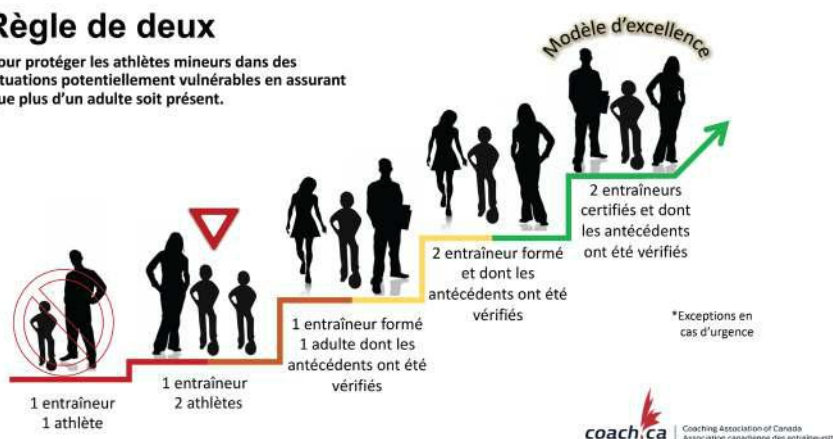 Règle de deux
our protéger les athlètes mineurs dans des
tuations potentiellement vulnérables en assurant
ue plus d'un adulte soit présent.
Modèle d'excellence
2 entraîneurs
certifiés et dont
les antécédents
ont été vérifiés
2 entraîneur formé
et dont les
antécédents ont été
vérifiés
*Exceptions en
cas d'urgence
1 entraîneur formé
1 adulte dont les
antécédents ont été
vérifiés
1 entraîneur
2 athlètes
1 entraîneur
1 athlète
coach.ca
Coaching Association of Canada
Association canadienne des